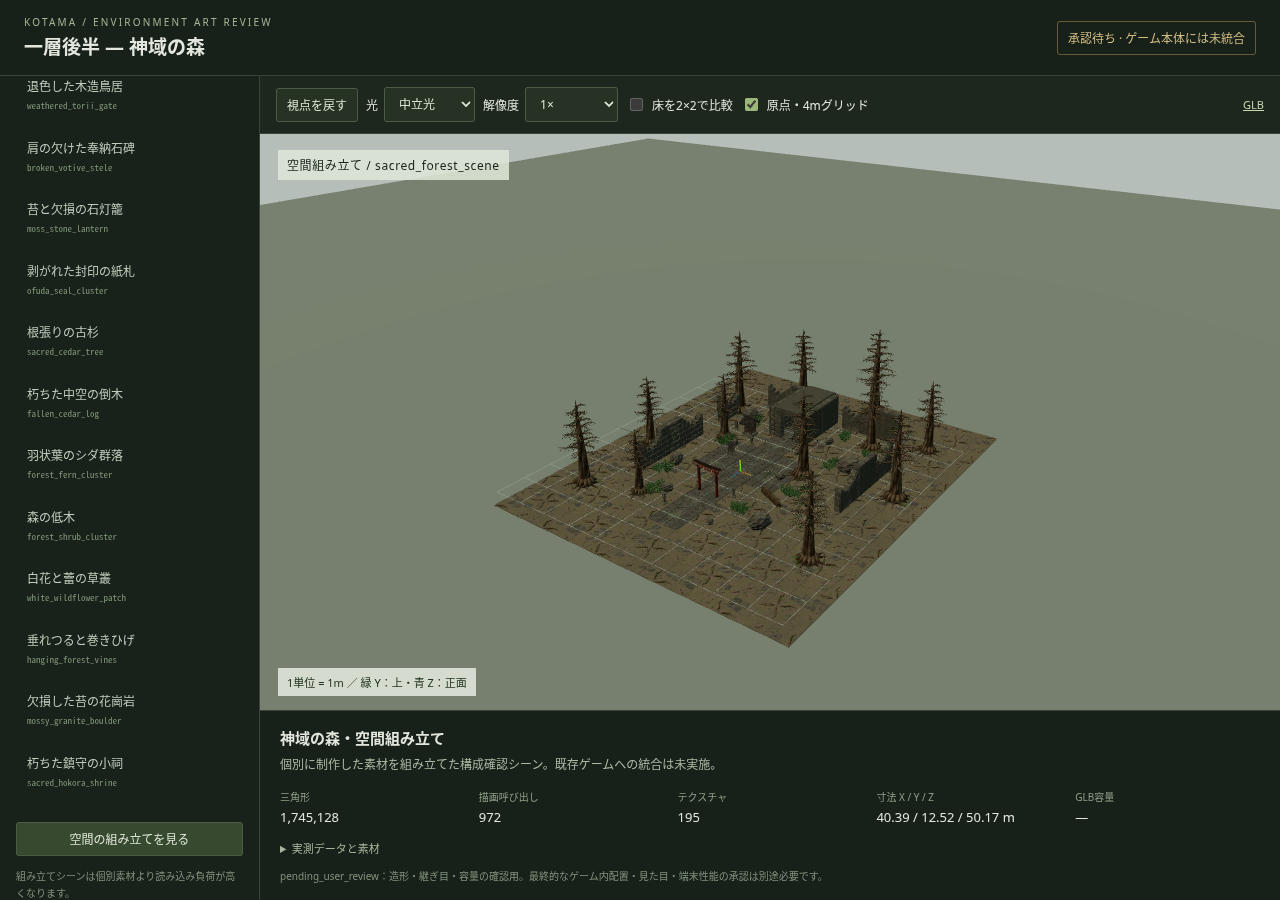 KOTAMA / ENVIRONMENT ART REVIEW
一層後半 — 神域の森
承認待ち · ゲーム本体には未統合
退色した木造鳥居
weathered_torii_gate
肩の欠けた奉納石碑
broken_votive_stele
苔と欠損の石灯籠
moss_stone_lantern
剥がれた封印の紙札
ofuda_seal_cluster
根張りの古杉
sacred_cedar_tree
朽ちた中空の倒木
fallen_cedar_log
羽状葉のシダ群落
forest_fern_cluster
森の低木
forest_shrub_cluster
白花と蕾の草叢
white_wildflower_patch
垂れつると巻きひげ
hanging_forest_vines
欠損した苔の花崗岩
mossy_granite_boulder
朽ちた鎮守の小祠
sacred_hokora_shrine
空間の組み立てを見る
組み立てシーンは個別素材より読み込み負荷が高
くなります。
視点を戻す 光 中立光 解像度 1× 床を2×2で比較 原点・4mグリッド GLB
空間組み立て / sacred_forest_scene
1単位 = 1m ／ 緑 Y：上・青 Z：正面
神域の森・空間組み立て
個別に制作した素材を組み立てた構成確認シーン。既存ゲームへの統合は未実施。
三角形 描画呼び出し テクスチャ 寸法 X / Y / Z GLB容量
1,745,128 972 195 40.39 / 12.52 / 50.17 m —
▶ 実測データと素材
pending_user_review：造形・継ぎ目・容量の確認用。最終的なゲーム内配置・見た目・端末性能の承認は別途必要です。